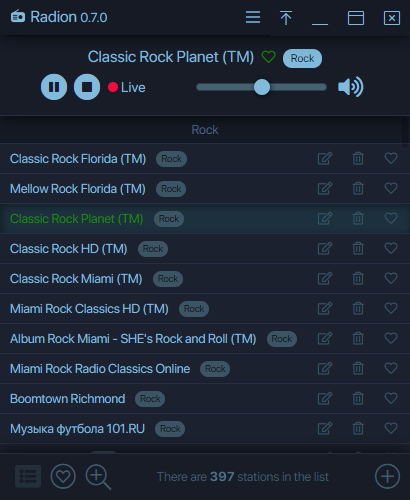 Radion 0.7.0
Classic Rock Planet (TM) Rock
Live
Rock
Classic Rock Florida (TM) Rock
Mellow Rock Florida (TM) Rock
Classic Rock Planet (TM) Rock
Classic Rock HD (TM) Rock
Classic Rock Miami (TM) Rock
Miami Rock Classics HD (TM) Rock
Album Rock Miami - SHE's Rock and Roll (TM) Rock
Miami Rock Radio Classics Online Rock
Boomtown Richmond Rock
Музыка футбола 101.RU Rock
There are 397 stations in the list